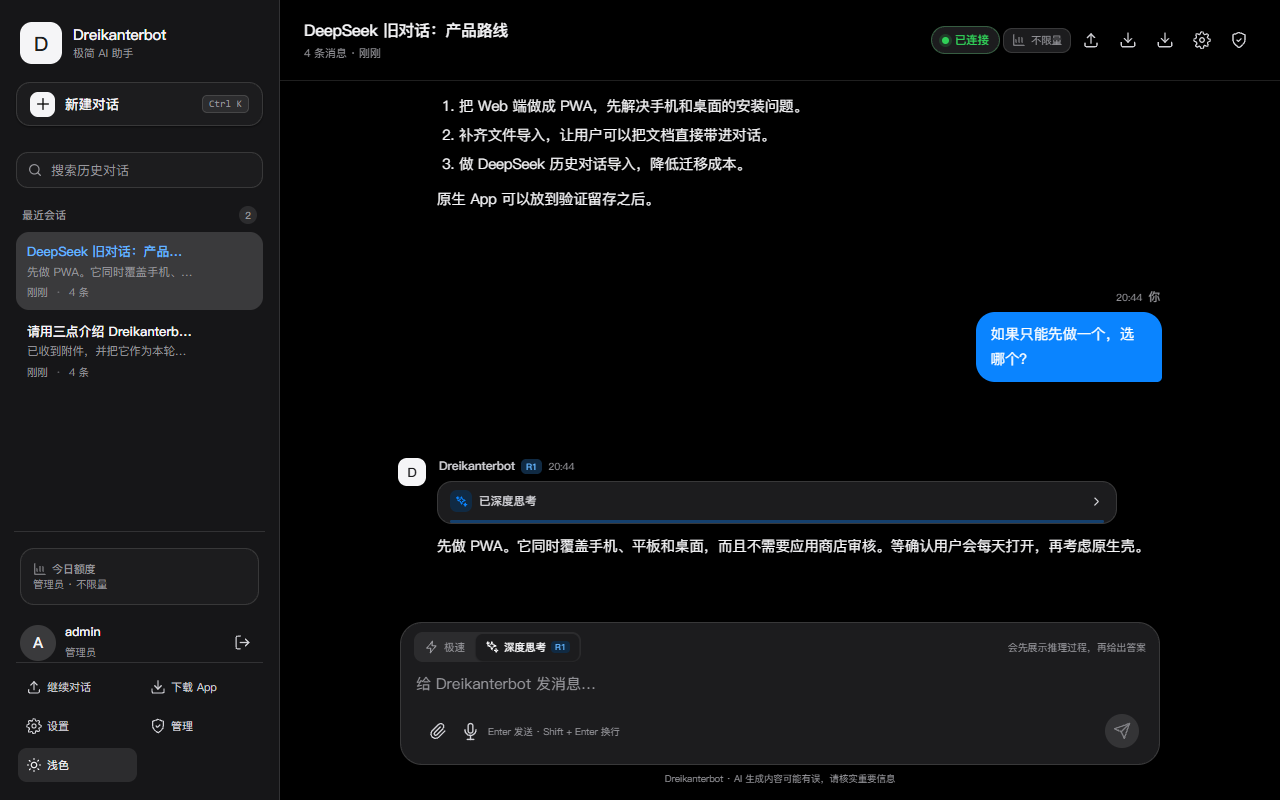 D
Dreikanterbot
极简 AI 助手
新建对话
Ctrl K
搜索历史对话
最近会话
2
DeepSeek 旧对话：产品…
先做 PWA。它同时覆盖手机、…
刚刚 · 4 条
请用三点介绍 Dreikanterb…
已收到附件，并把它作为本轮…
刚刚 · 4 条
今日额度
管理员 · 不限量
A
admin
管理员
继续对话
下载 App
设置
管理
浅色
DeepSeek 旧对话：产品路线
4 条消息 · 刚刚
已连接
不限量
1. 把 Web 端做成 PWA，先解决手机和桌面的安装问题。
2. 补齐文件导入，让用户可以把文档直接带进对话。
3. 做 DeepSeek 历史对话导入，降低迁移成本。
原生 App 可以放到验证留存之后。
20:44 你
如果只能先做一个，选
哪个？
D
Dreikanterbot R1 20:44
已深度思考
先做 PWA。它同时覆盖手机、平板和桌面，而且不需要应用商店审核。等确认用户会每天打开，再考虑原生壳。
极速
深度思考 R1
会先展示推理过程，再给出答案
给 Dreikanterbot 发消息…
Enter 发送 · Shift + Enter 换行
Dreikanterbot · AI 生成内容可能有误，请核实重要信息